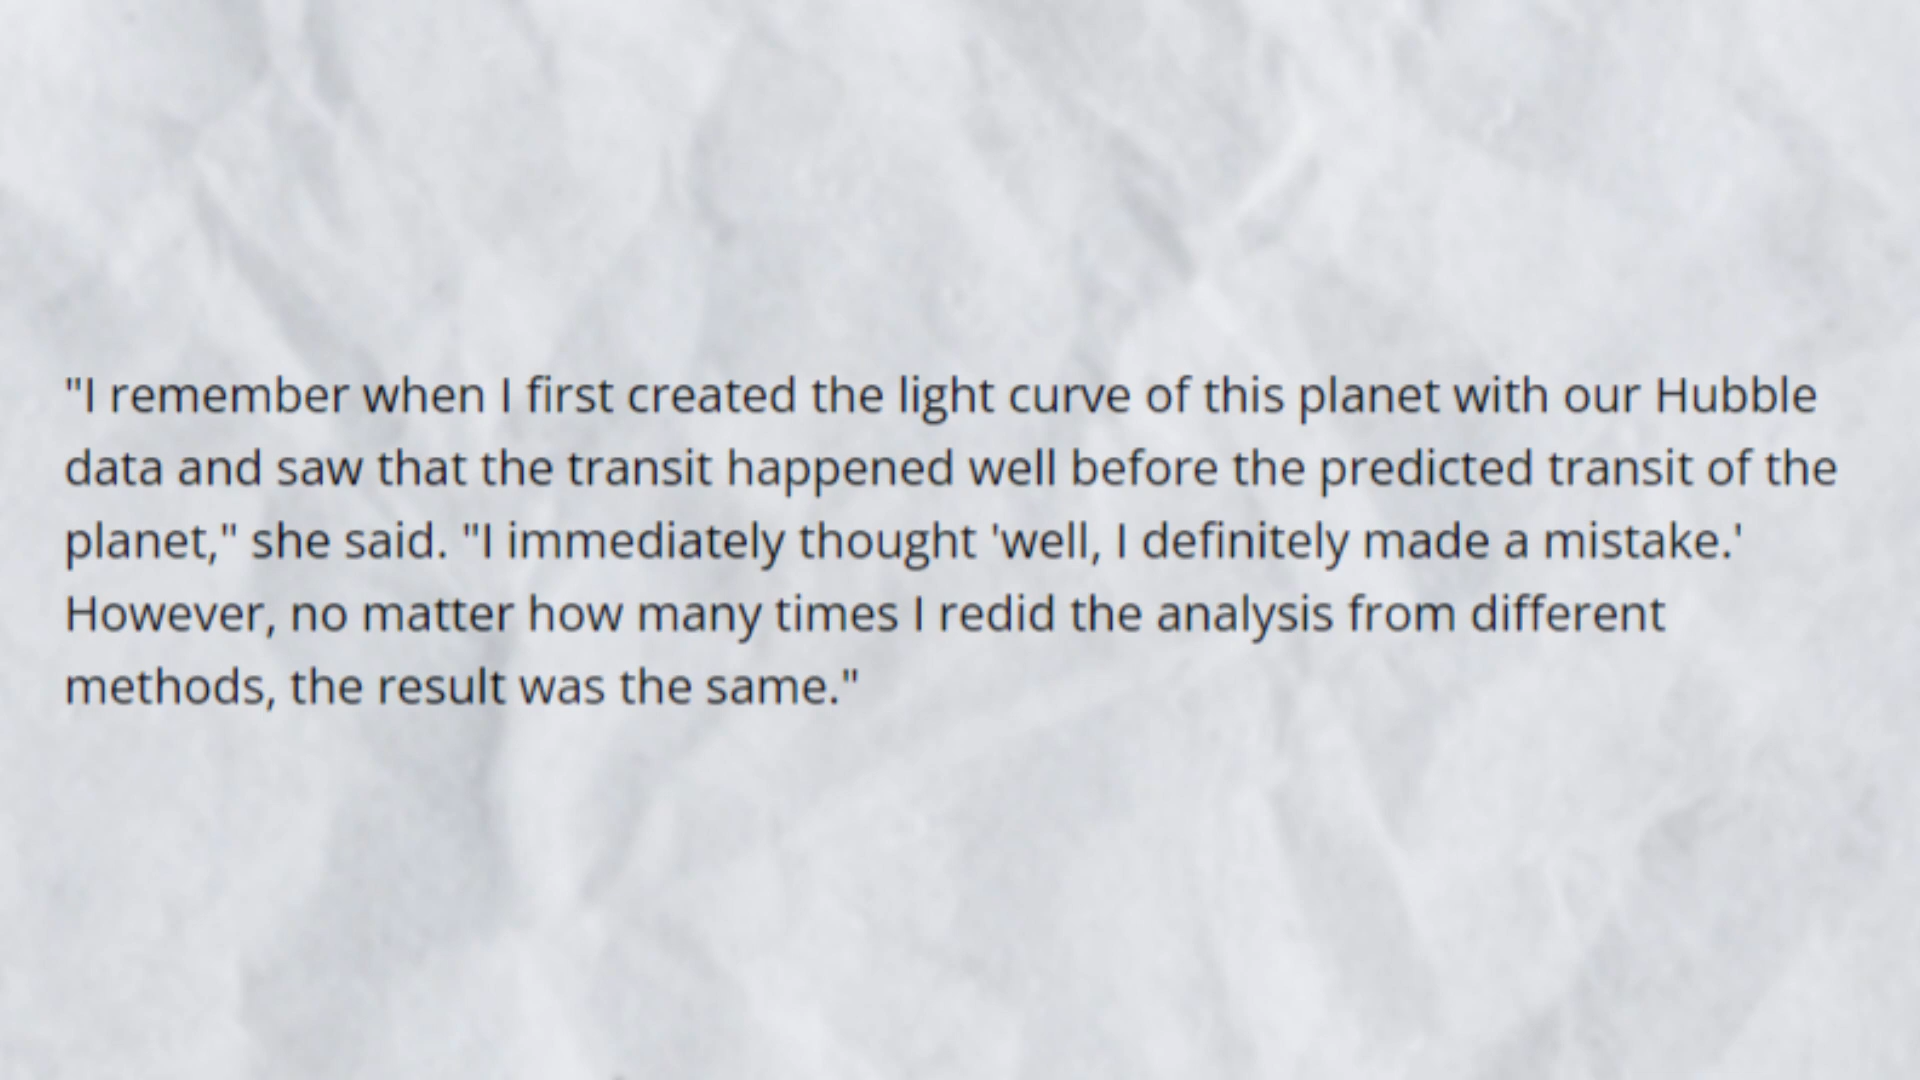 "I remember when I first created the light curve of this planet with our Hubble
data and saw that the transit happened well before the predicted transit of the
planet," she said. "I immediately thought 'well, I definitely made a mistake.'
However, no matter how many times I redid the analysis from different
methods, the result was the same."